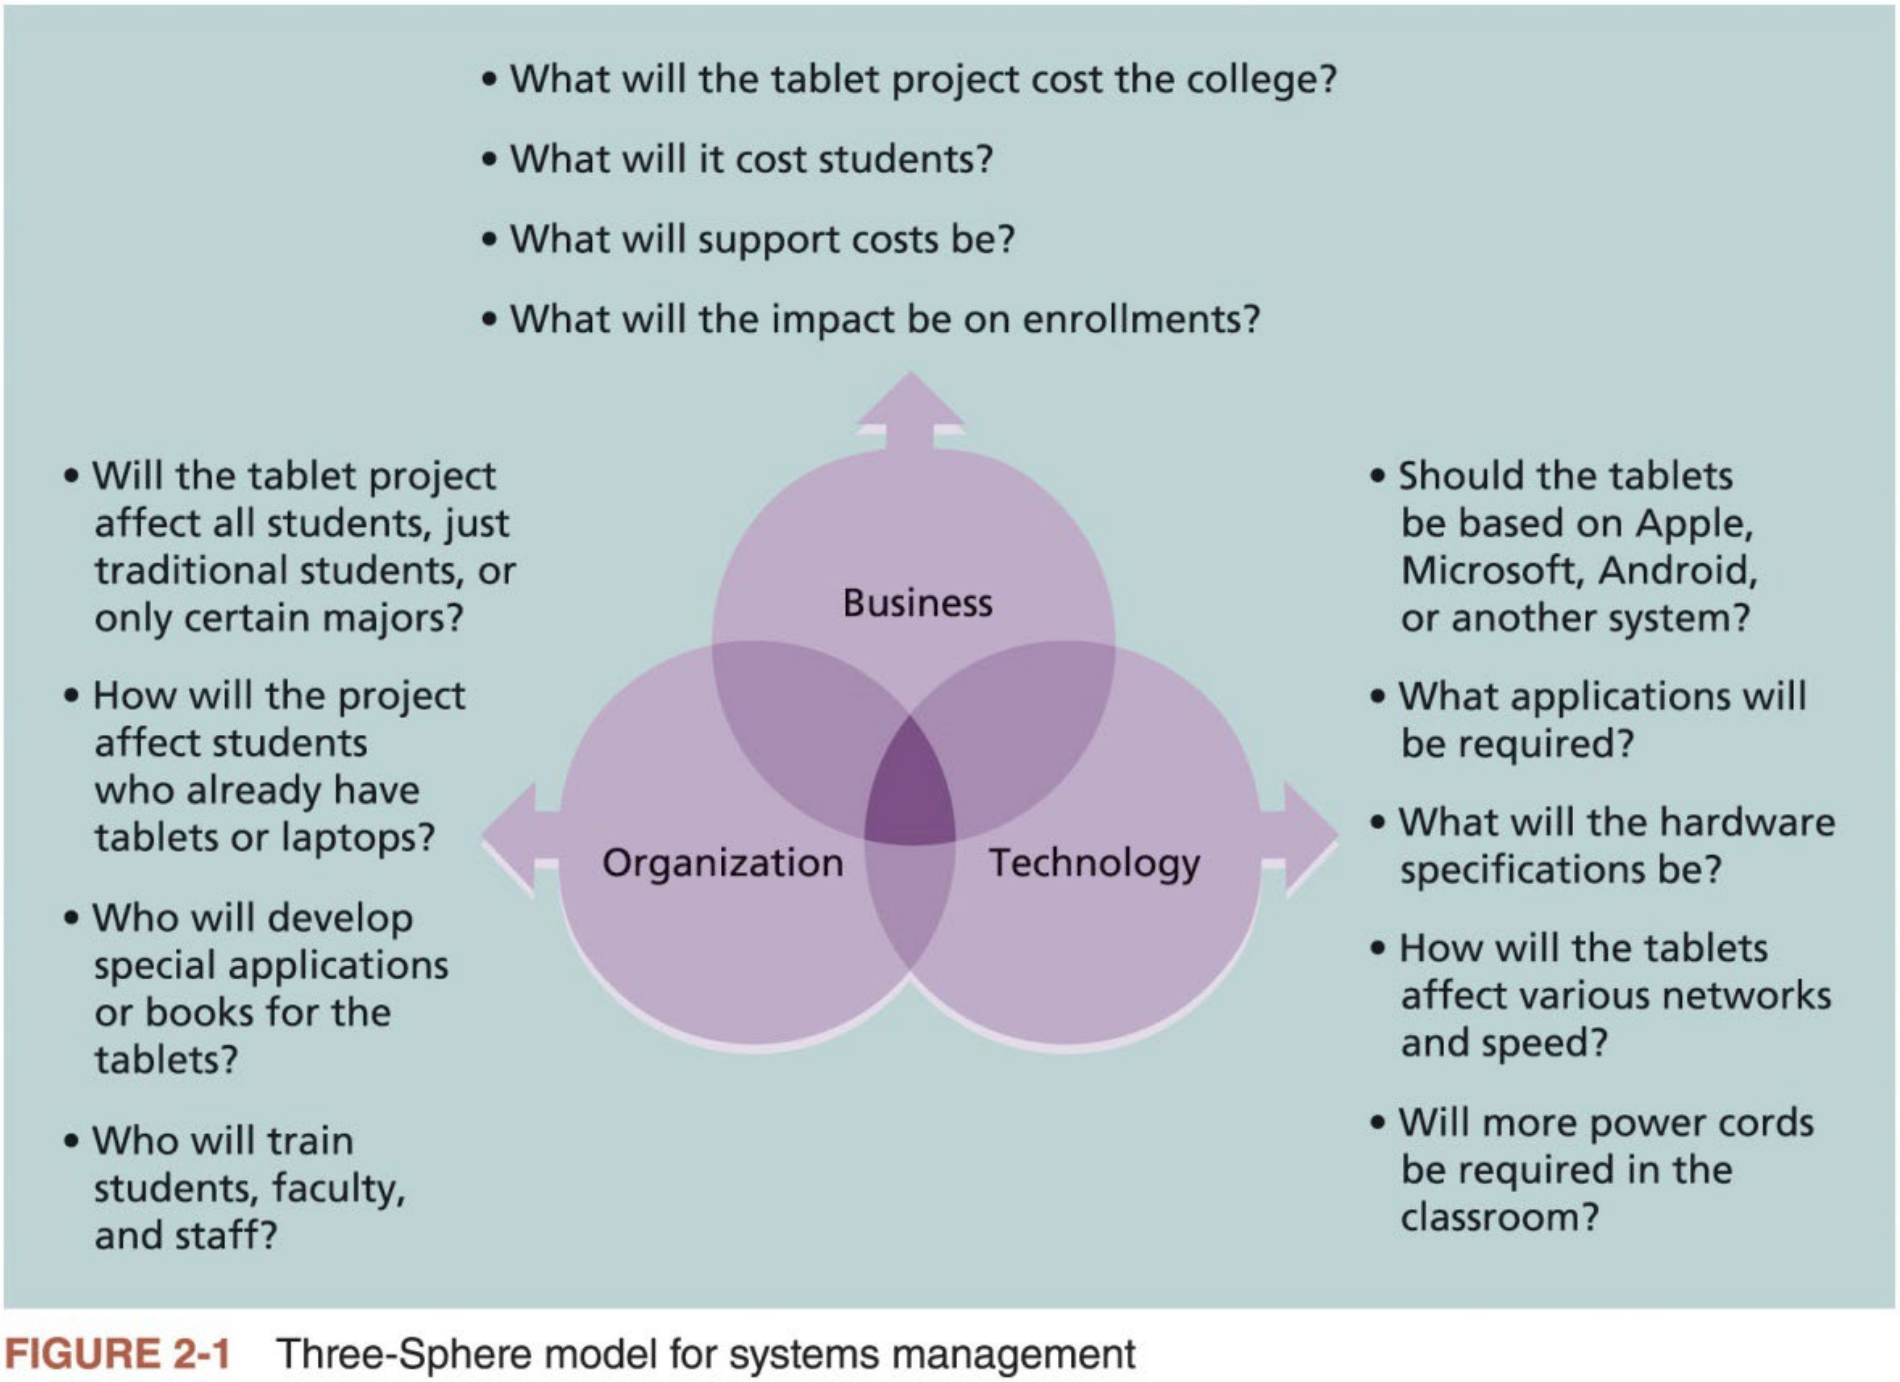 • What will the tablet project cost the college?
• What will it cost students?
• What will support costs be?
• What will the impact be on enrollments?
• Will the tablet project
affect all students, just
traditional students, or
only certain majors?
• How will the project
affect students
who already have
tablets or laptops?
• Who will develop
special applications
or books for the
tablets?
• Who will train
students, faculty,
and staff?
Business
Organization
Technology
• Should the tablets
be based on Apple,
Microsoft, Android,
or another system?
• What applications will
be required?
• What will the hardware
specifications be?
• How will the tablets
affect various networks
and speed?
• Will more power cords
be required in the
classroom?
FIGURE 2-1 Three-Sphere model for systems management